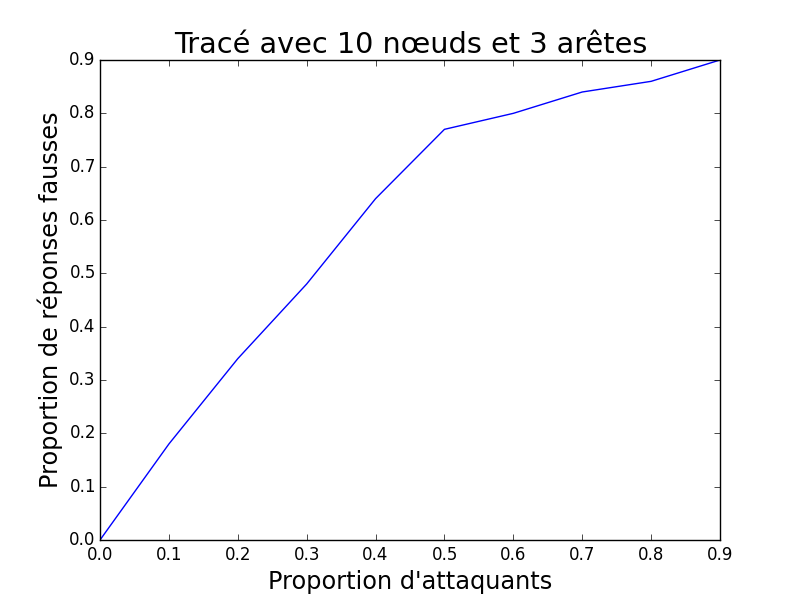 Tracé avec 10 nœuds et 3 arêtes
0.9
0.8
0.7
0.6
0.5
0.4
0.3
0.2
0.1
0.0
Proportion de réponses fausses
0.0 0.1 0.2 0.3 0.4 0.5 0.6 0.7 0.8 0.9
Proportion d'attaquants